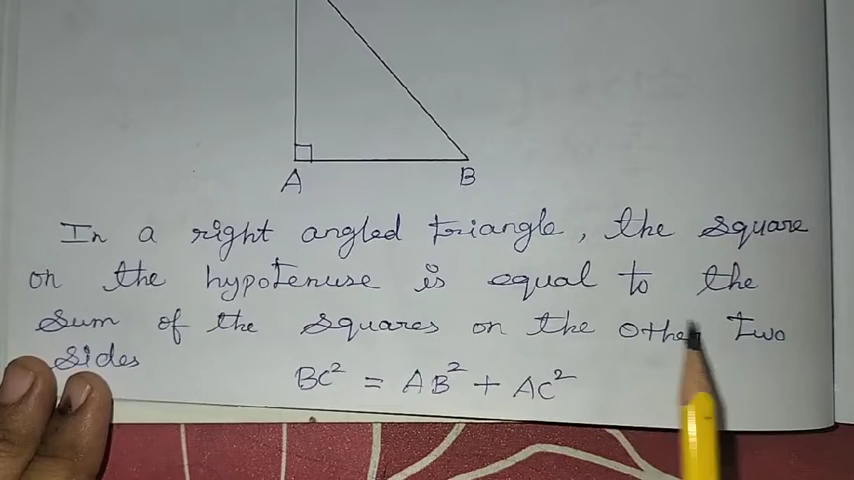 A B
In a right angled triangle, the square
on the hypotenuse is equal to the
sum of the squares on the other two
sides
BC² = AB² + AC²